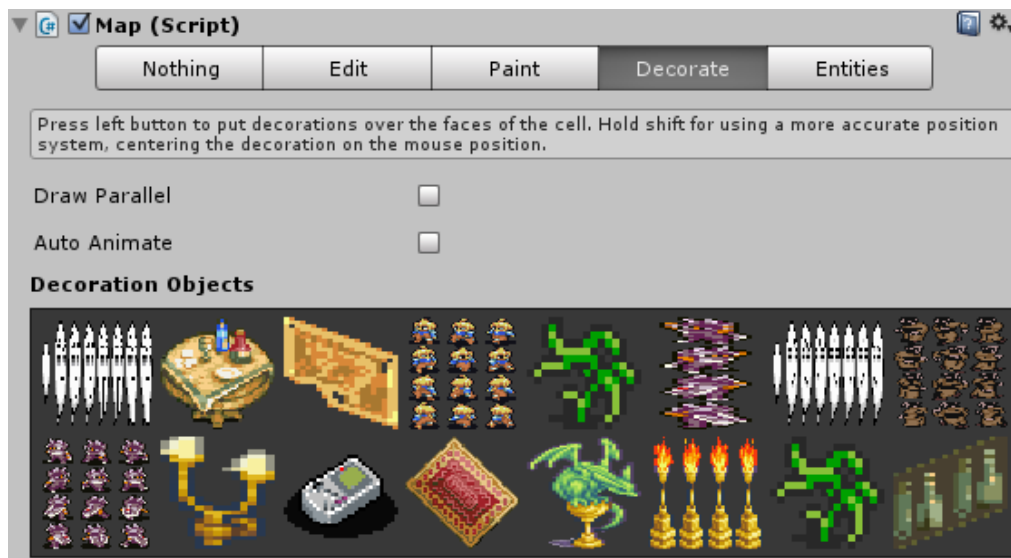 Map (Script)
Nothing Edit Paint Decorate Entities
Press left button to put decorations over the faces of the cell. Hold shift for using a more accurate position
system, centering the decoration on the mouse position.
Draw Parallel
Auto Animate
Decoration Objects